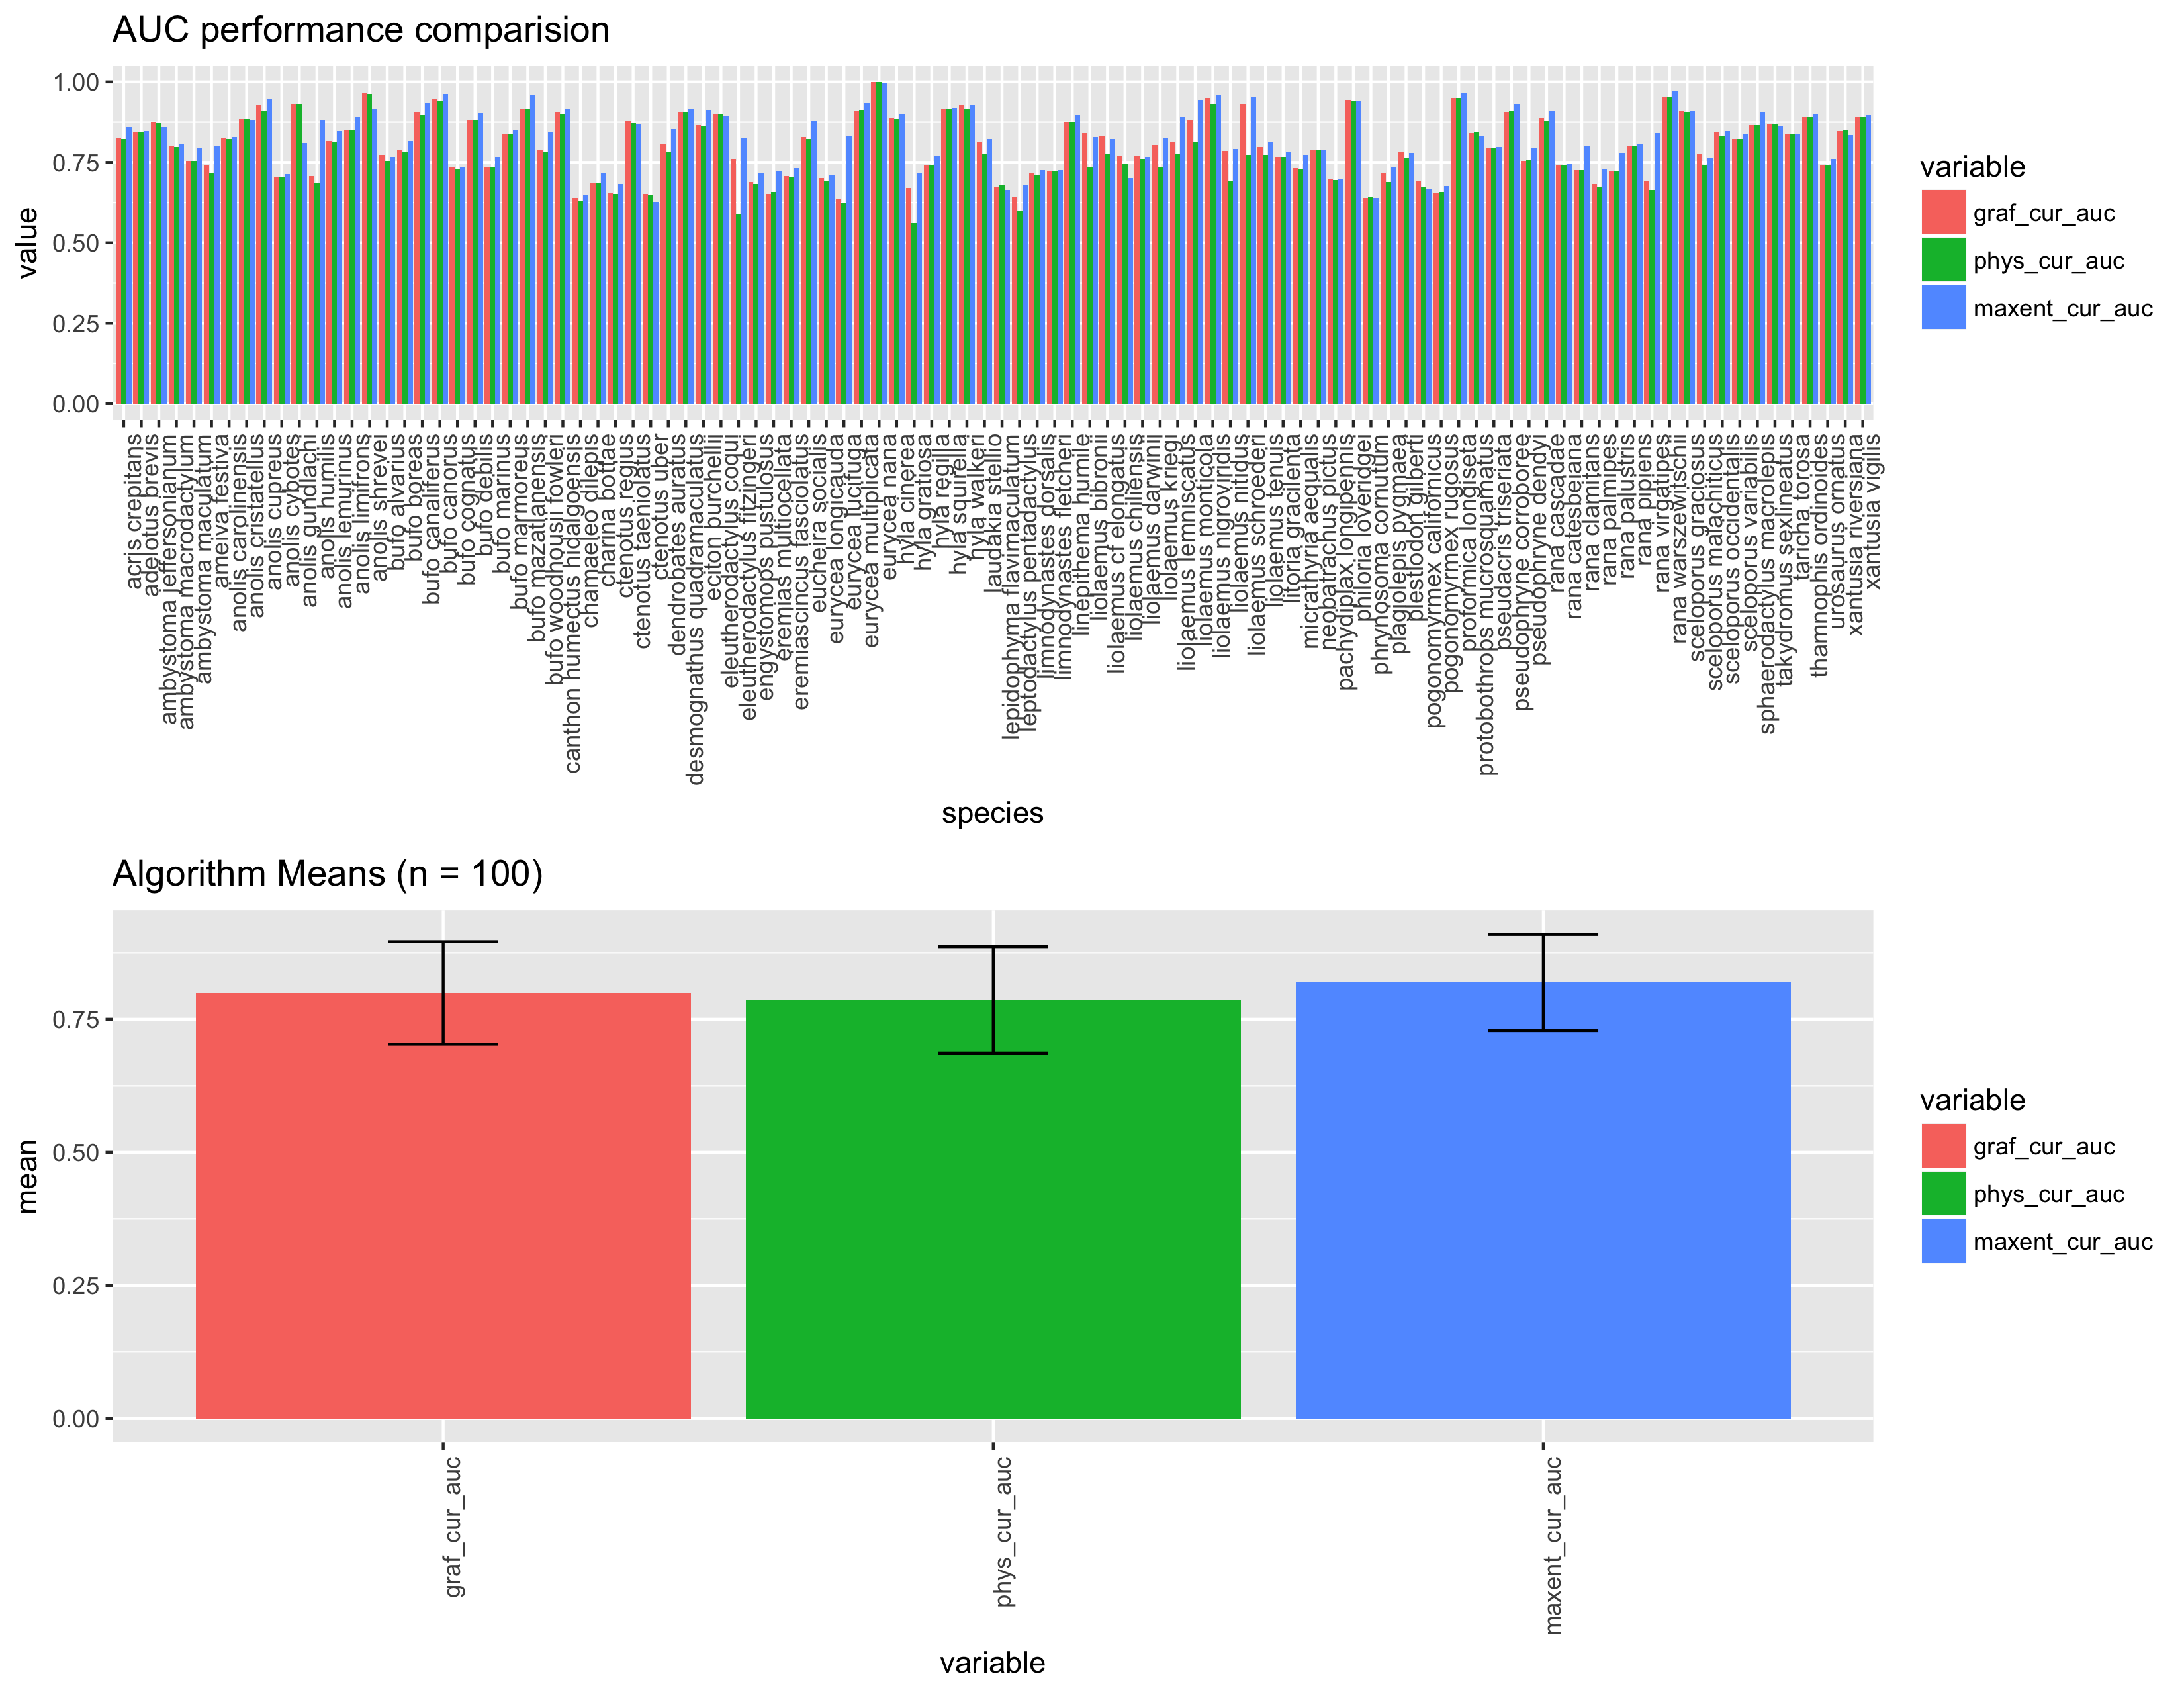 AUC performance comparision
value
1.00
0.75
0.50
0.25
0.00
acris crepitans
adelotus brevis
ambystoma jeffersonianum
ambystoma macrodactylum
ambystoma maculatum
ameiva festiva
anolis carolinensis
anolis cristatellus
anolis cupreus
anolis cybotes
anolis gundlachi
anolis humilis
anolis lemurinus
anolis limifrons
anolis shrevei
bufo alvarius
bufo boreas
bufo canaliferus
bufo canorus
bufo cognatus
bufo debilis
bufo marinus
bufo marmoreus
bufo mazatlanensis
bufo woodhousii fowleri
canthon humectus hidalgoensis
chamaeleo dilepis
charina bottae
ctenotus regius
ctenotus taeniolatus
ctenotus uber
dendrobates auratus
desmognathus quadramaculatus
eciton burchellii
eleutherodactylus coqui
eleutherodactylus fitzingeri
engystomops pustulosus
eremias multiocellata
eremiascincus fasciolatus
eucheira socialis
eurycea longicauda
eurycea lucifuga
eurycea multiplicata
eurycea nana
hyla cinerea
hyla gratiosa
hyla regilla
hyla squirella
hyla walkeri
laudakia stellio
lepidophyma flavimaculatum
leptodactylus pentadactylus
limnodynastes dorsalis
limnodynastes fletcheri
linepithema humile
liolaemus bibronii
liolaemus cf elongatus
liolaemus chiliensis
liolaemus darwinii
liolaemus kriegi
liolaemus lemniscatus
liolaemus monticola
liolaemus nigroviridis
liolaemus nitidus
liolaemus schroederi
liolaemus tenuis
litoria gracilenta
micrathyria aequalis
neobatrachus pictus
pachydiplax longipennis
philoria loveridgei
phrynosoma cornutum
plagiolepis pygmaea
plestiodon gilberti
pogonomyrmex californicus
pogonomyrmex rugosus
proformica longiseta
protobothrops mucrosquamatus
pseudacris triseriata
pseudophryne corroboree
pseudophryne dendyi
rana cascadae
rana catesbeiana
rana clamitans
rana palmipes
rana palustris
rana pipiens
rana virgatipes
rana warszewitschii
sceloporus graciosus
sceloporus malachiticus
sceloporus occidentalis
sceloporus variabilis
sphaerodactylus macrolepis
takydromus sexlineatus
taricha torosa
thamnophis ordinoides
urosaurus ornatus
xantusia riversiana
xantusia vigilis
species
variable
graf_cur_auc
phys_cur_auc
maxent_cur_auc
Algorithm Means (n = 100)
mean
0.75
0.50
0.25
0.00
graf_cur_auc
phys_cur_auc
maxent_cur_auc
variable
variable
graf_cur_auc
phys_cur_auc
maxent_cur_auc